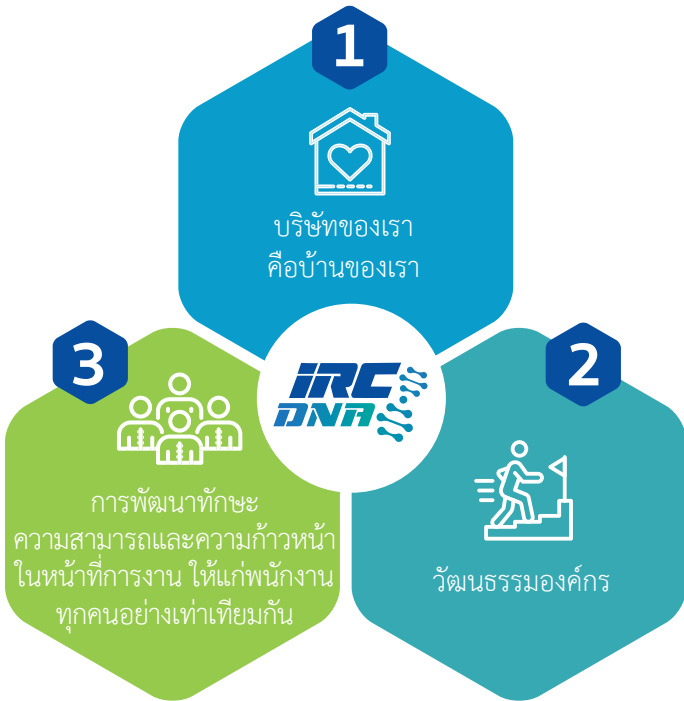 1
บริษัทของเรา
คือบ้านของเรา
IRC
DNA
2
วัฒนธรรมองค์กร
3
การพัฒนาทักษะ
ความสามารถและความก้าวหน้า
ในหน้าที่การงาน ให้แก่พนักงาน
ทุกคนอย่างเท่าเทียมกัน